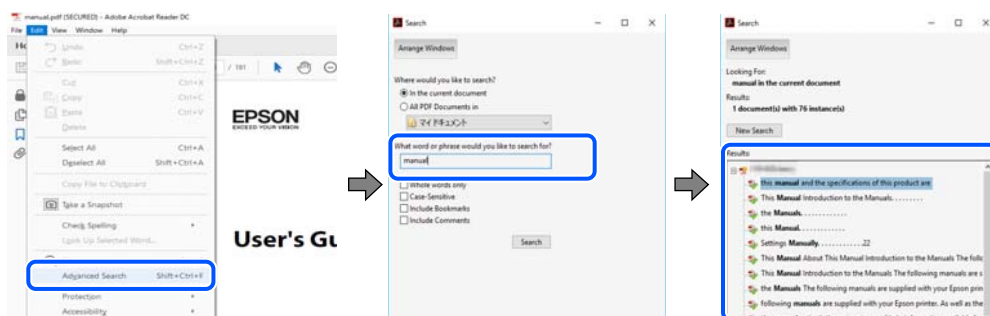 manual.pdf (SECURED) - Adobe Acrobat Reader DC
File Edit View Window Help
Undo Ctrl+Z
Redo Shift+Ctrl+Z
Cut Ctrl+X
Copy Ctrl+C
Paste Ctrl+V
Delete
Select All Ctrl+A
Deselect All Shift+Ctrl+A
Copy File to Clipboard
Take a Snapshot
Check Spelling
Look Up Selected Word...
Advanced Search Shift+Ctrl+F
Protection
Accessibility
/ 191
EPSON
EXCEED YOUR VISION
User's Gu
Search
Arrange Windows
Where would you like to search?
In the current document
All PDF Documents in
マイ ドキュメント
What word or phrase would you like to search for?
manual
Whole words only
Case-Sensitive
Include Bookmarks
Include Comments
Search
Search
Arrange Windows
Looking For:
manual in the current document
Results:
1 document(s) with 76 instance(s)
New Search
Results:
this manual and the specifications of this product are
This Manual Introduction to the Manuals.........
the Manuals.............
this Manual.............
Settings Manually.............22
This Manual About This Manual Introduction to the Manuals The follo
This Manual Introduction to the Manuals The following manuals are s
the Manuals The following manuals are supplied with your Epson prin
following manuals are supplied with your Epson printer. As well as the